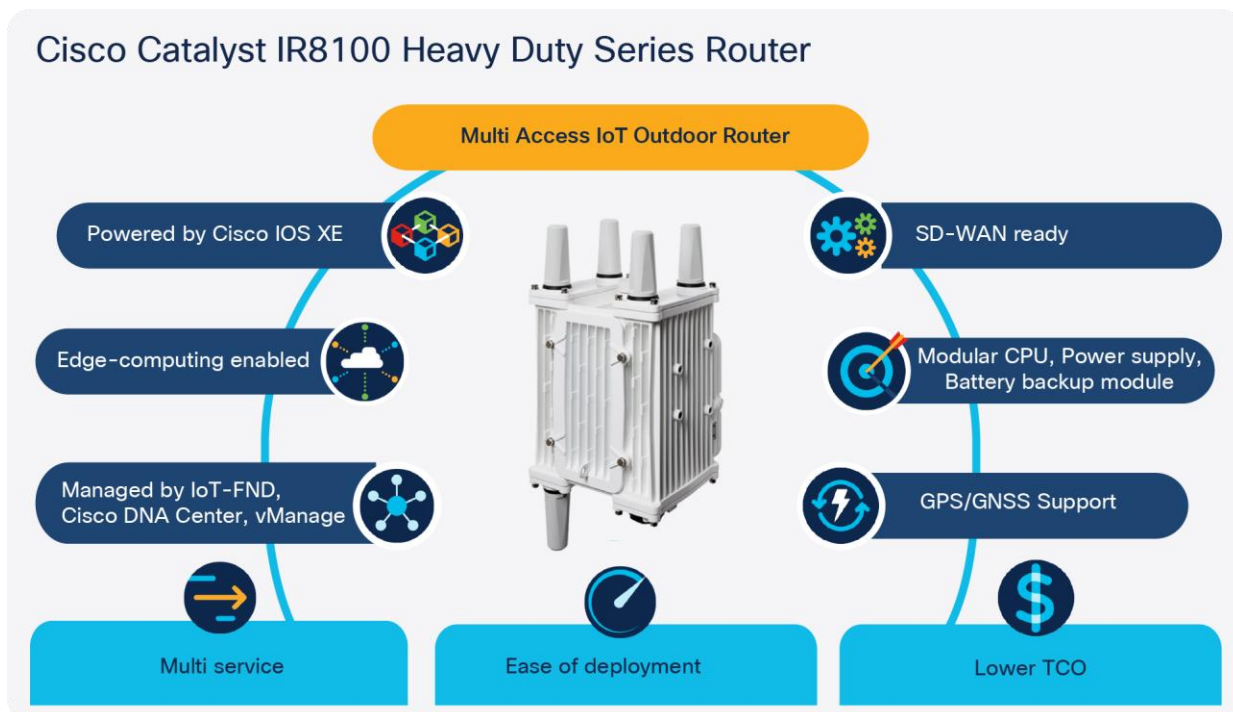 Cisco Catalyst IR8100 Heavy Duty Series Router
Multi Access IoT Outdoor Router
Powered by Cisco IOS XE
SD-WAN ready
Edge-computing enabled
Modular CPU, Power supply,
Battery backup module
Managed by IoT-FND,
Cisco DNA Center, vManage
GPS/GNSS Support
Multi service
Ease of deployment
Lower TCO